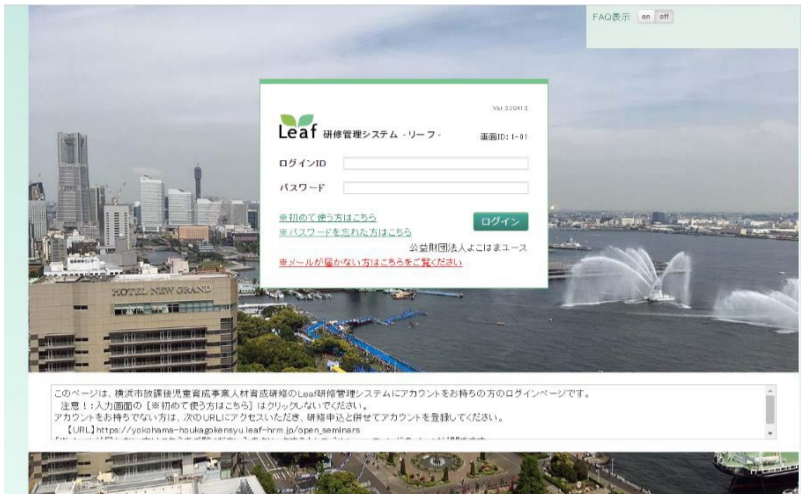 FAQ表示 on off
Leaf 研修管理システム - リーフ -
画面ID: 1-01
ログインID
パスワード
※初めて使う方はこちら
ログイン
※パスワードを忘れた方はこちら
公益財団法人よこはまユース
※メールが届かない方はこちらをご覧ください
HOTEL NEW GRAND
このページは、横浜市放課後児童育成事業人材育成研修のLeaf研修管理システムにアカウントをお持ちの方のログインページです。
注意!:入力画面の [※初めて使う方はこちら] はクリックしないでください。
アカウントをお持ちでない方は、次のURLにアクセスいただき、研修申込と併せてアカウントを登録してください。
【URL】https://yokohama-houkagokensyu.leaf-hrm.jp/open_seminars